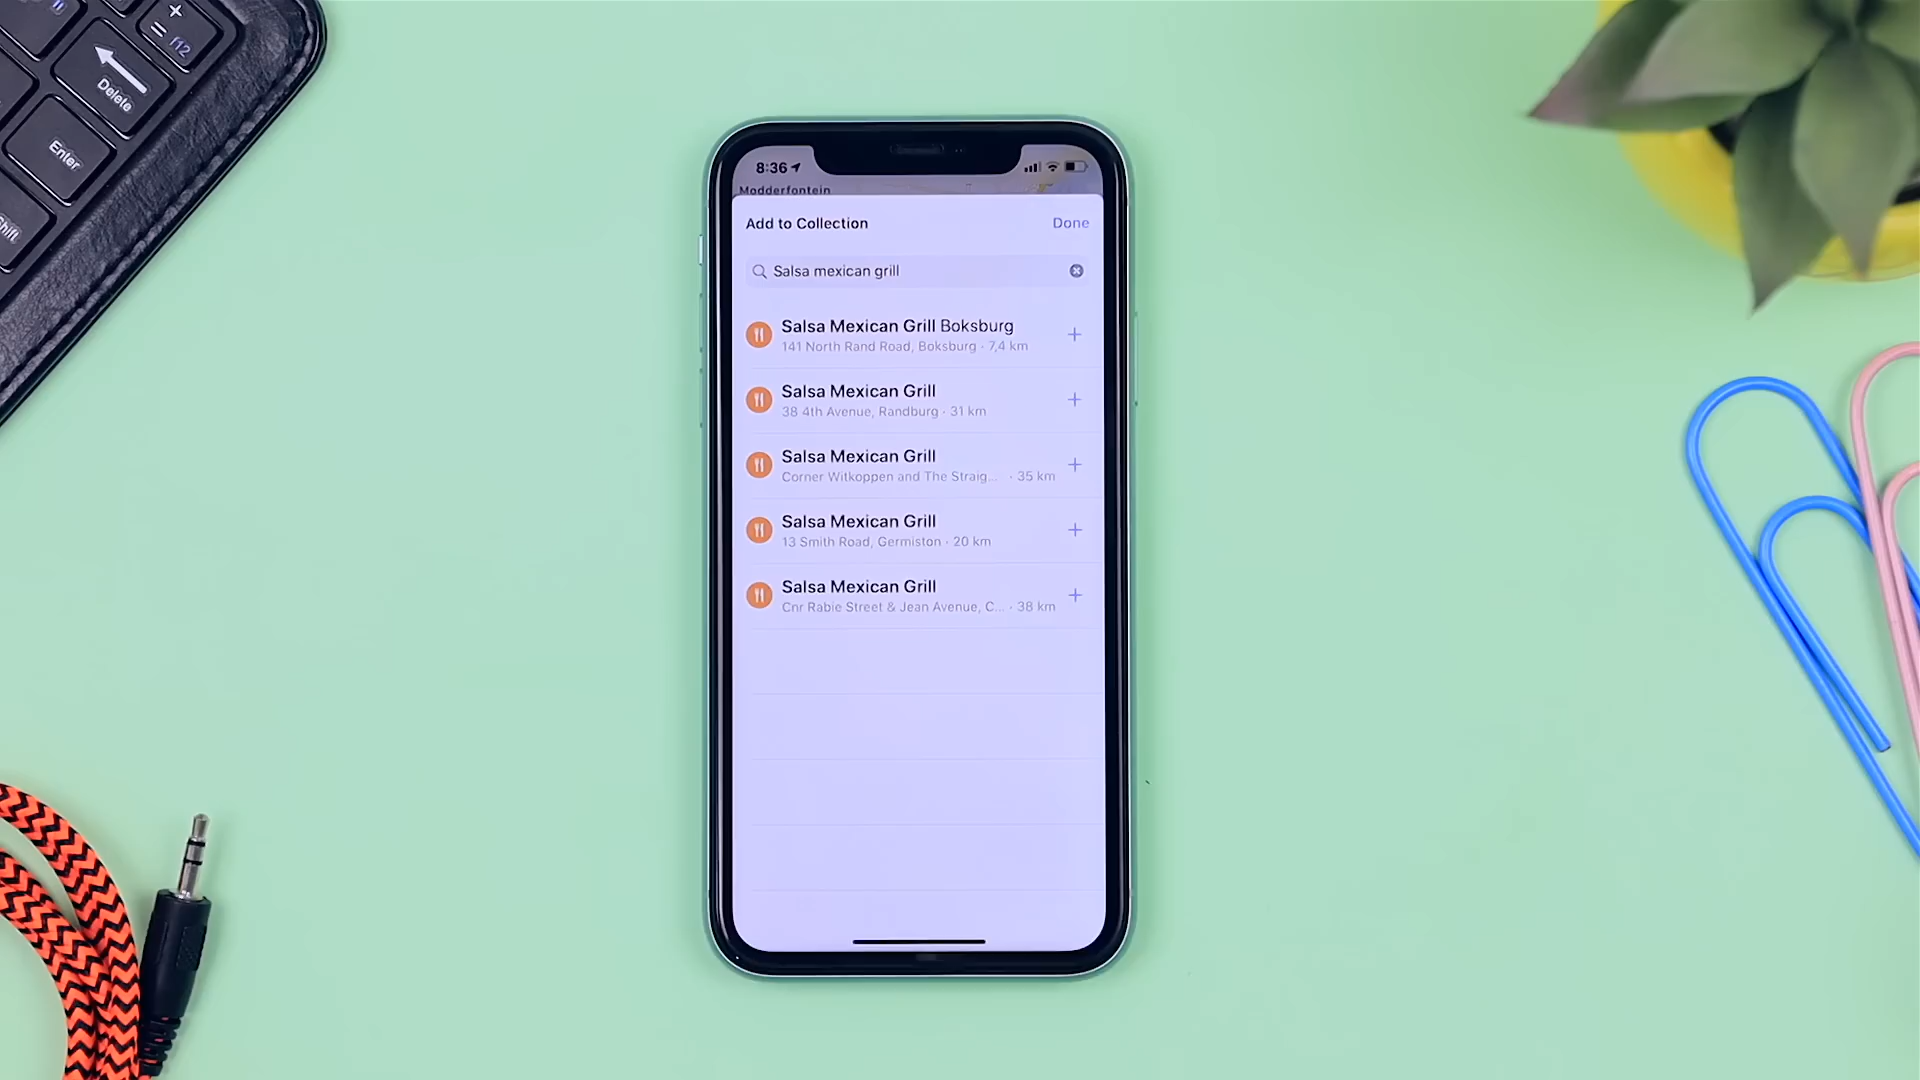 +
=
f12
Delete
Enter
Shift
8:36
Modderfontein
Add to Collection
Done
Salsa mexican grill
Salsa Mexican Grill Boksburg
141 North Rand Road, Boksburg · 7,4 km
Salsa Mexican Grill
38 4th Avenue, Randburg · 31 km
Salsa Mexican Grill
Corner Witkoppen and The Straig... · 35 km
Salsa Mexican Grill
13 Smith Road, Germiston · 20 km
Salsa Mexican Grill
Cnr Rabie Street & Jean Avenue, C... · 38 km